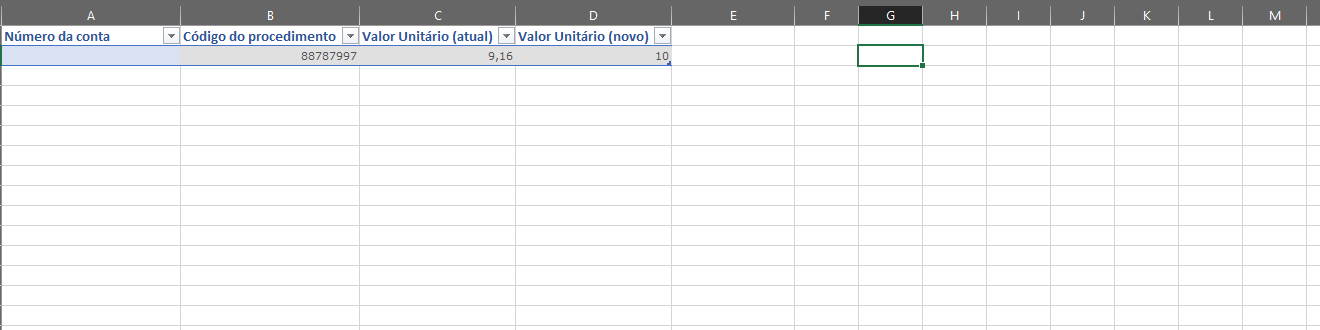 A B C D E F G H I J K L M
Número da conta Código do procedimento Valor Unitário (atual) Valor Unitário (novo)
88787997 9,16 10